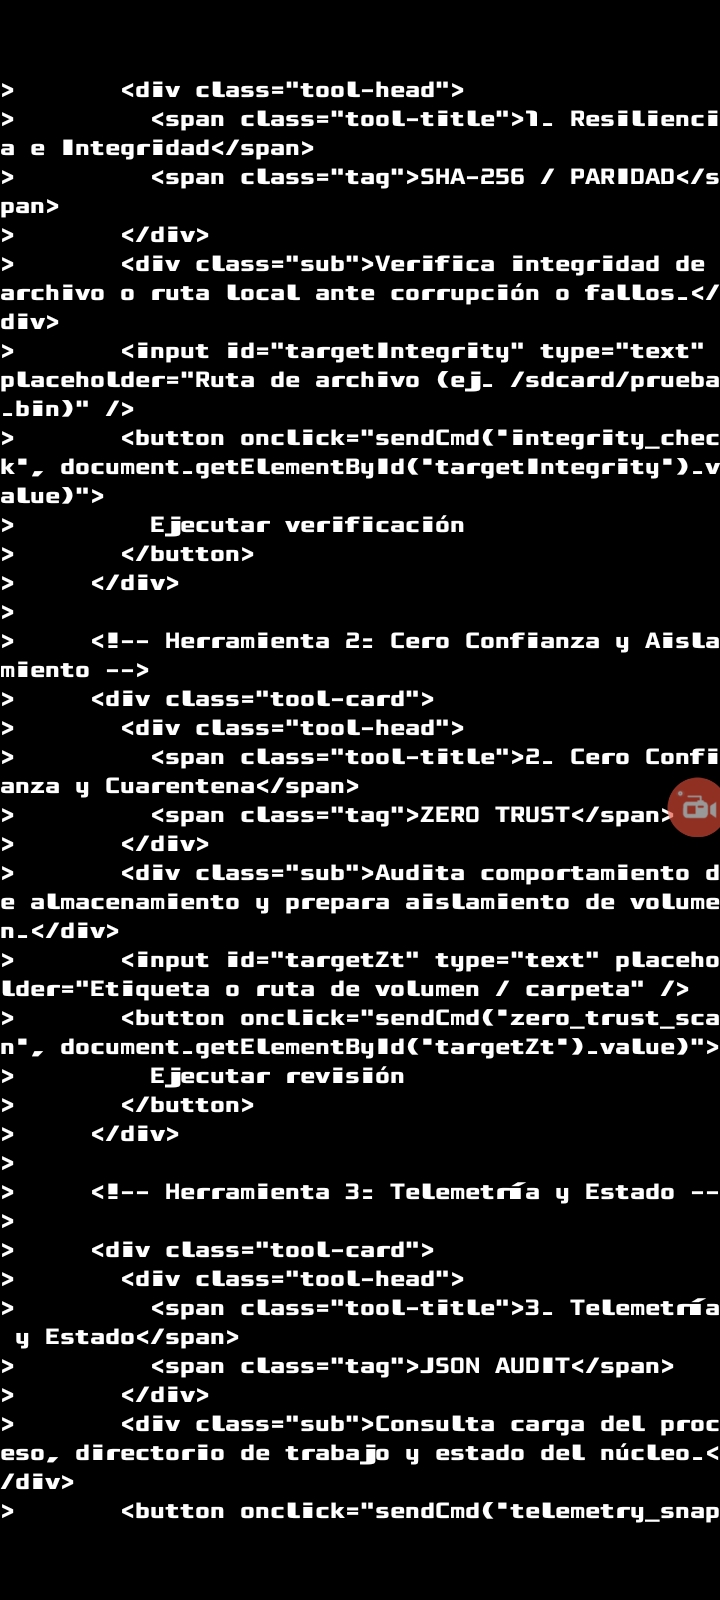 >       <div class="tool-head">
>         <span class="tool-title">1. Resilienci
a e Integridad</span>
>         <span class="tag">SHA-256 / PARIDAD</s
pan>
>       </div>
>       <div class="sub">Verifica integridad de 
archivo o ruta local ante corrupción o fallos.</
div>
>       <input id="targetIntegrity" type="text" 
placeholder="Ruta de archivo (ej. /sdcard/prueba
.bin)" />
>       <button onclick="sendCmd('integrity_chec
k', document.getElementById('targetIntegrity').v
alue)">
>         Ejecutar verificación
>       </button>
>     </div>
>
>     <!-- Herramienta 2: Cero Confianza y Aisla
miento -->
>     <div class="tool-card">
>       <div class="tool-head">
>         <span class="tool-title">2. Cero Confi
anza y Cuarentena</span>
>         <span class="tag">ZERO TRUST</span>
>       </div>
>       <div class="sub">Audita comportamiento d
e almacenamiento y prepara aislamiento de volume
n.</div>
>       <input id="targetZt" type="text" placeho
lder="Etiqueta o ruta de volumen / carpeta" />
>       <button onclick="sendCmd('zero_trust_sca
n', document.getElementById('targetZt').value)">
>         Ejecutar revisión
>       </button>
>     </div>
>
>     <!-- Herramienta 3: Telemetría y Estado --
>
>     <div class="tool-card">
>       <div class="tool-head">
>         <span class="tool-title">3. Telemetría
 y Estado</span>
>         <span class="tag">JSON AUDIT</span>
>       </div>
>       <div class="sub">Consulta carga del proc
eso, directorio de trabajo y estado del núcleo.<
/div>
>       <button onclick="sendCmd('telemetry_snap